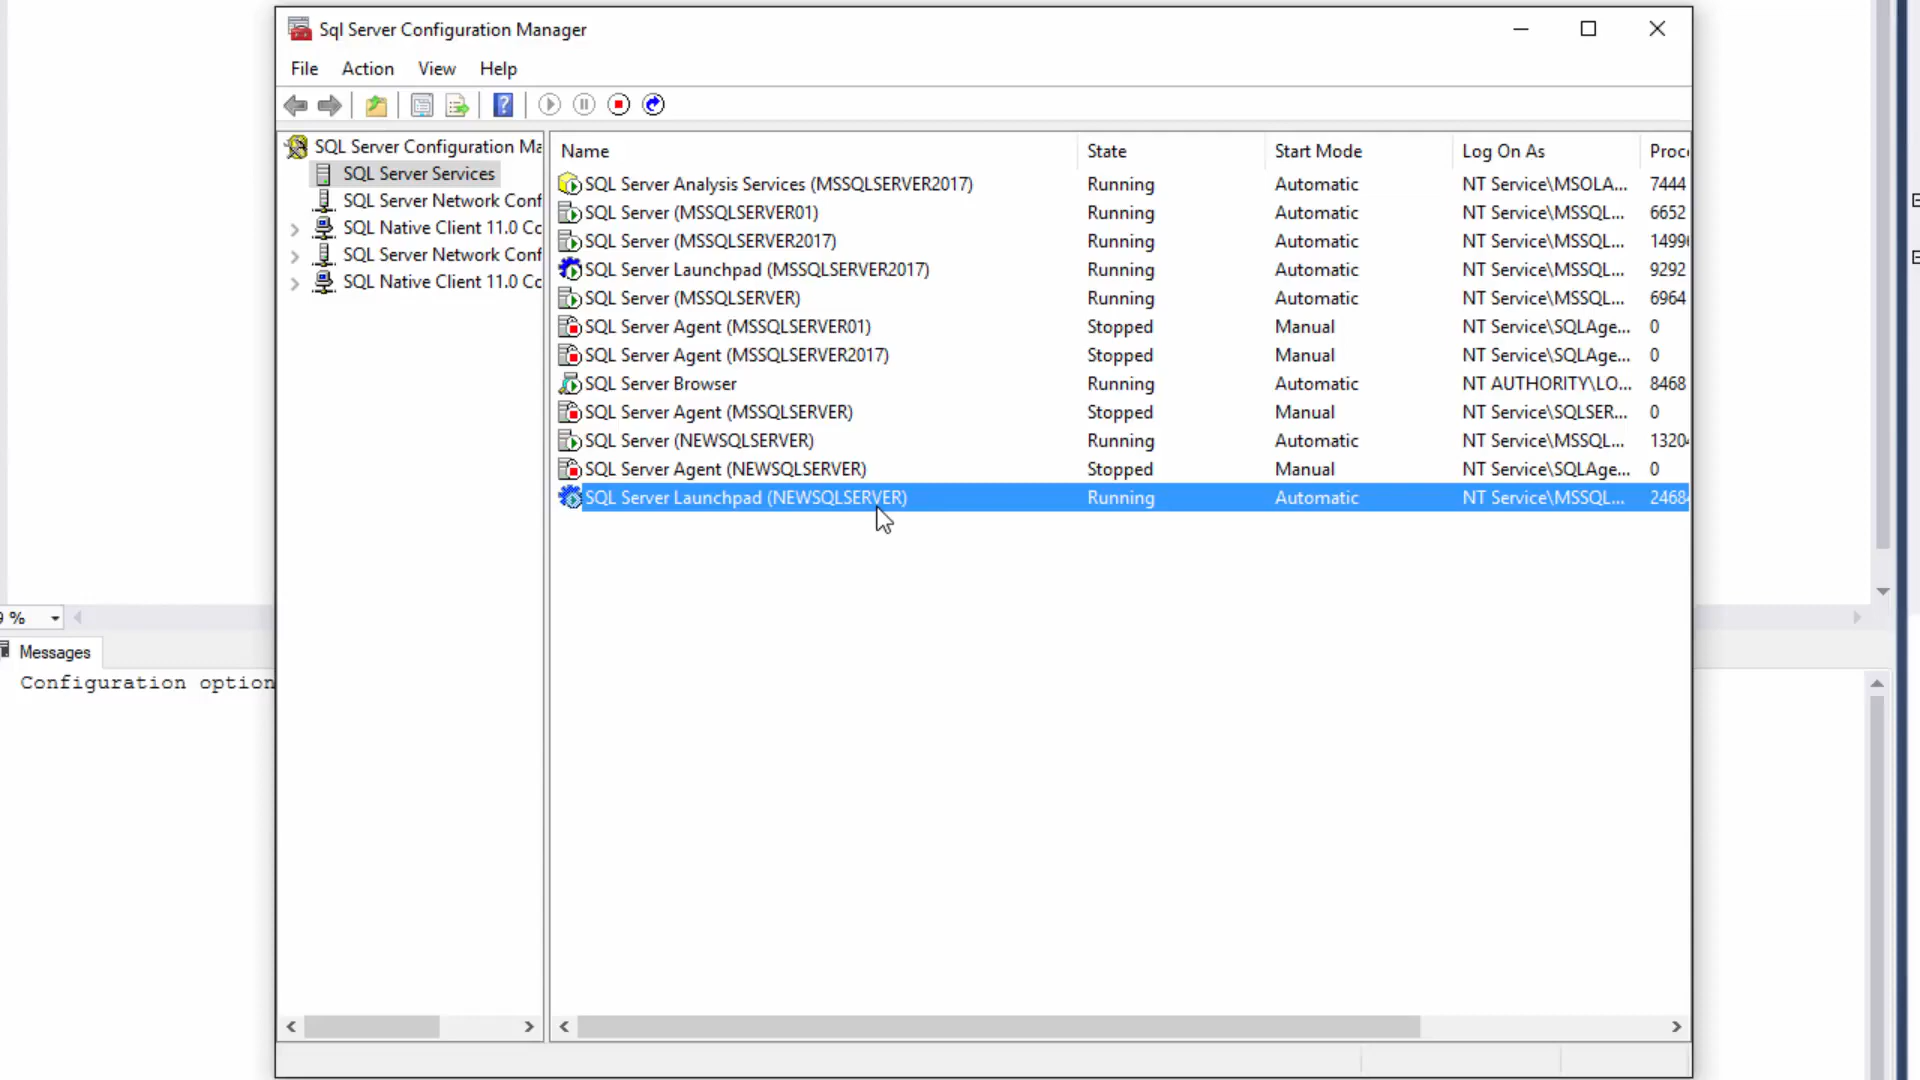 Sql Server Configuration Manager
File Action View Help
SQL Server Configuration Ma
SQL Server Services
SQL Server Network Conf
SQL Native Client 11.0 Co
SQL Server Network Conf
SQL Native Client 11.0 Co
Name State Start Mode Log On As Proc
SQL Server Analysis Services (MSSQLSERVER2017) Running Automatic NT Service\MSOLA... 7444
SQL Server (MSSQLSERVER01) Running Automatic NT Service\MSSQL... 6652
SQL Server (MSSQLSERVER2017) Running Automatic NT Service\MSSQL... 1499
SQL Server Launchpad (MSSQLSERVER2017) Running Automatic NT Service\MSSQL... 9292
SQL Server (MSSQLSERVER) Running Automatic NT Service\MSSQL... 6964
SQL Server Agent (MSSQLSERVER01) Stopped Manual NT Service\SQLAge... 0
SQL Server Agent (MSSQLSERVER2017) Stopped Manual NT Service\SQLAge... 0
SQL Server Browser Running Automatic NT AUTHORITY\LO... 8468
SQL Server Agent (MSSQLSERVER) Stopped Manual NT Service\SQLSER... 0
SQL Server (NEWSQLSERVER) Running Automatic NT Service\MSSQL... 1320
SQL Server Agent (NEWSQLSERVER) Stopped Manual NT Service\SQLAge... 0
SQL Server Launchpad (NEWSQLSERVER) Running Automatic NT Service\MSSQL... 2468
%
Messages
Configuration option